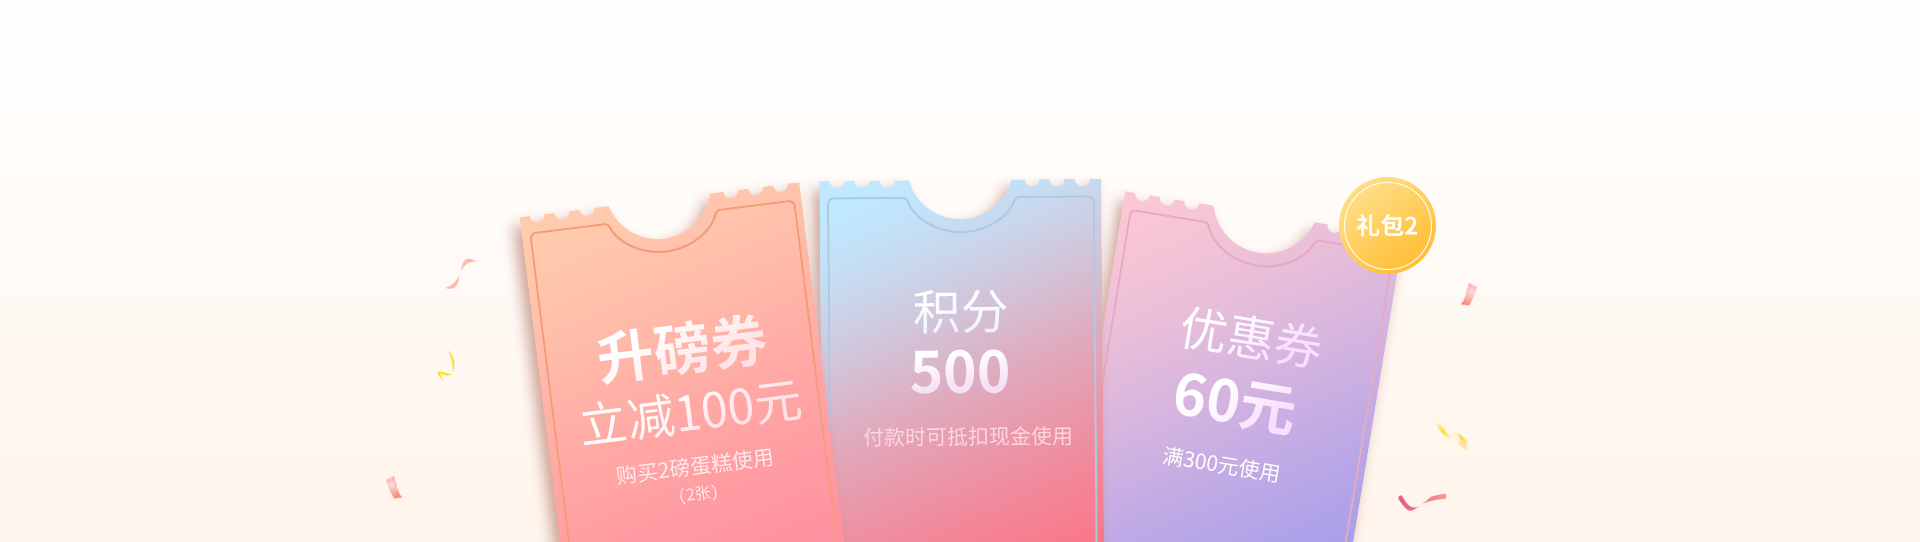 升磅券
立减100元
购买2磅蛋糕使用
（2张）
积分
500
付款时可抵扣现金使用
优惠券
60元
满300元使用
礼包2